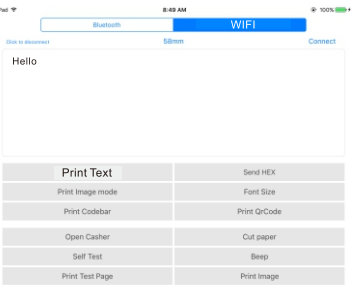 Pad 8:49 AM 100%
Bluetooth WIFI
Click to disconnect 58mm Connect
Hello
Print Text Send HEX
Print Image mode Font Size
Print Codebar Print QrCode
Open Casher Cut paper
Self Test Beep
Print Test Page Print Image